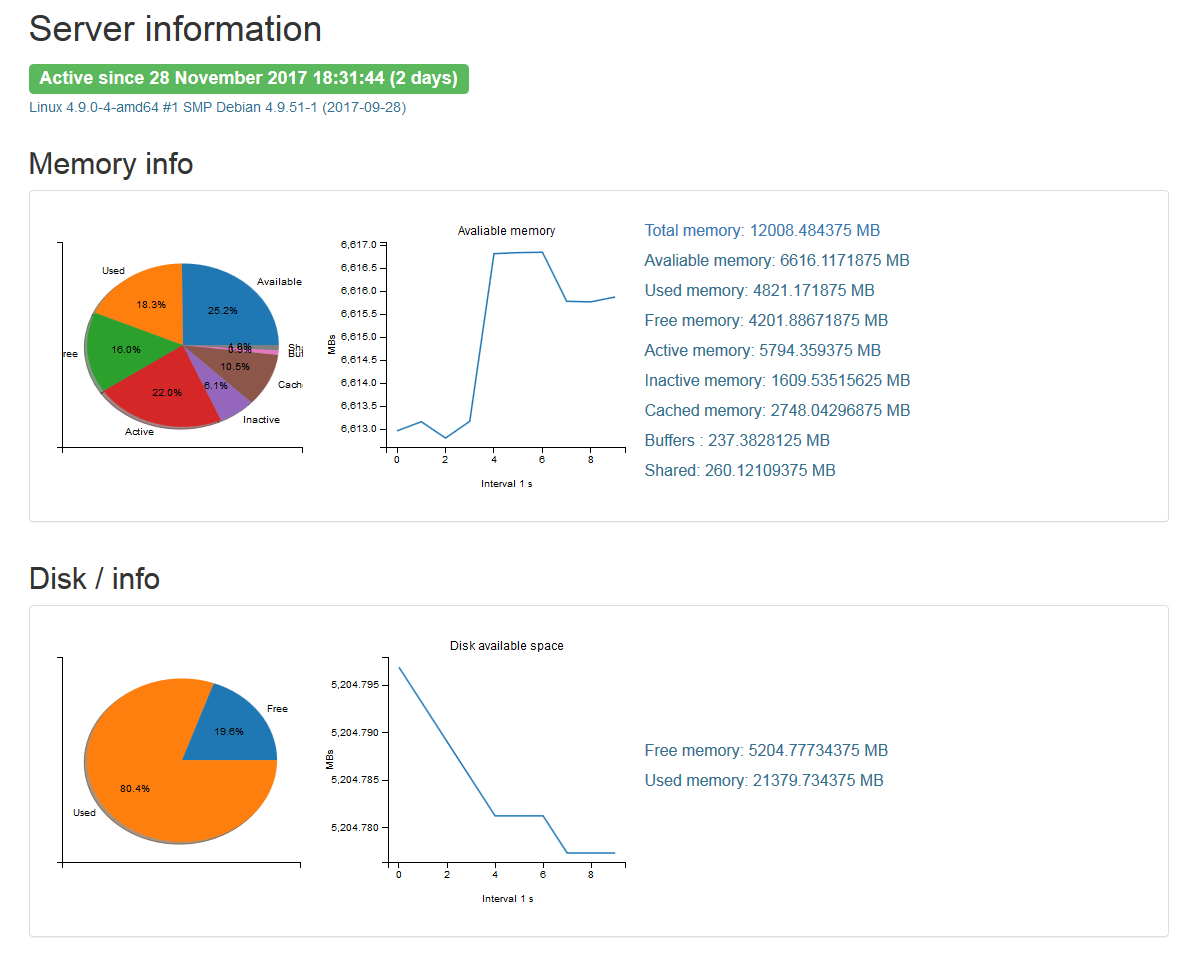 Server information
Active since 28 November 2017 18:31:44 (2 days)
Linux 4.9.0-4-amd64 #1 SMP Debian 4.9.51-1 (2017-09-28)
Memory info
Used
Available
18.3%
25.2%
ree
16.0%
Sha
Buf
10.5%
22.0%
6.1%
Cach
Inactive
Active
Avaliable memory
6,617.0
6,616.5
6,616.0
6,615.5
6,615.0
6,614.5
6,614.0
6,613.5
6,613.0
MBs
0 2 4 6 8
Interval 1 s
Total memory: 12008.484375 MB
Avaliable memory: 6616.1171875 MB
Used memory: 4821.171875 MB
Free memory: 4201.88671875 MB
Active memory: 5794.359375 MB
Inactive memory: 1609.53515625 MB
Cached memory: 2748.04296875 MB
Buffers : 237.3828125 MB
Shared: 260.12109375 MB
Disk / info
Free
19.6%
80.4%
Used
Disk available space
5,204.795
5,204.790
5,204.785
5,204.780
MBs
0 2 4 6 8
Interval 1 s
Free memory: 5204.77734375 MB
Used memory: 21379.734375 MB